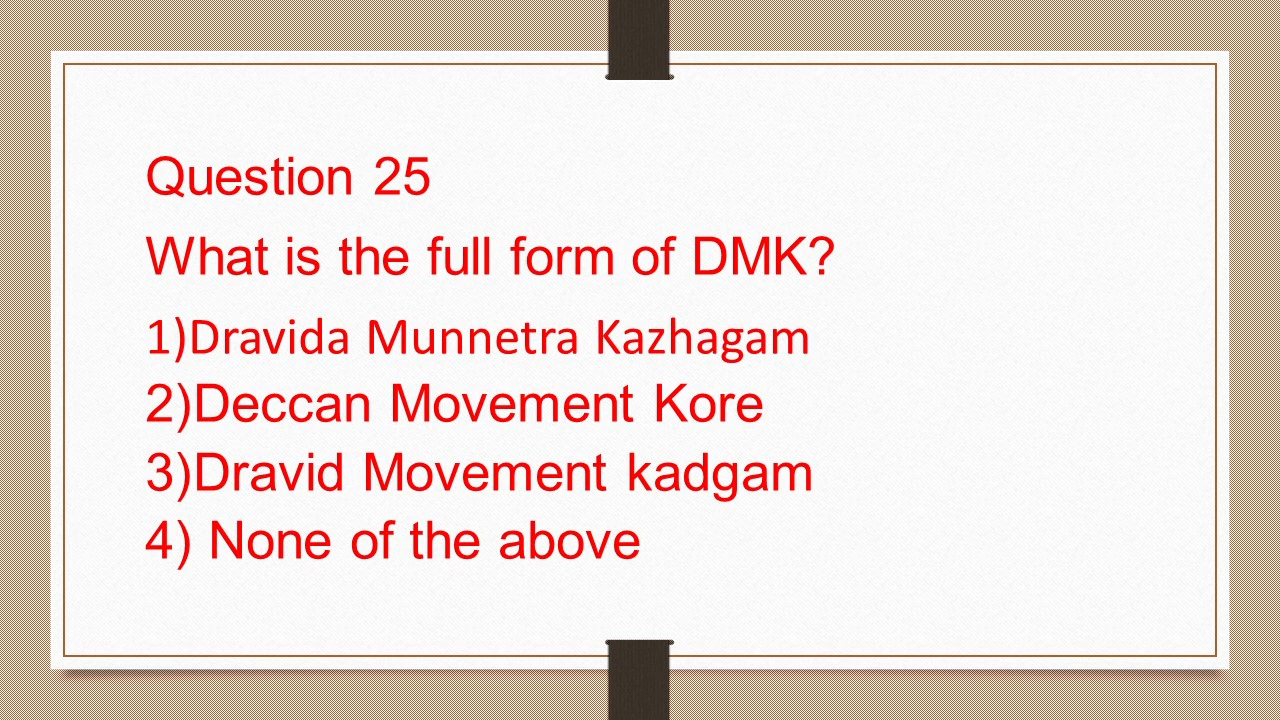 Question 25
What is the full form of DMK?
1)Dravida Munnetra Kazhagam
2)Deccan Movement Kore
3)Dravid Movement kadgam
4) None of the above